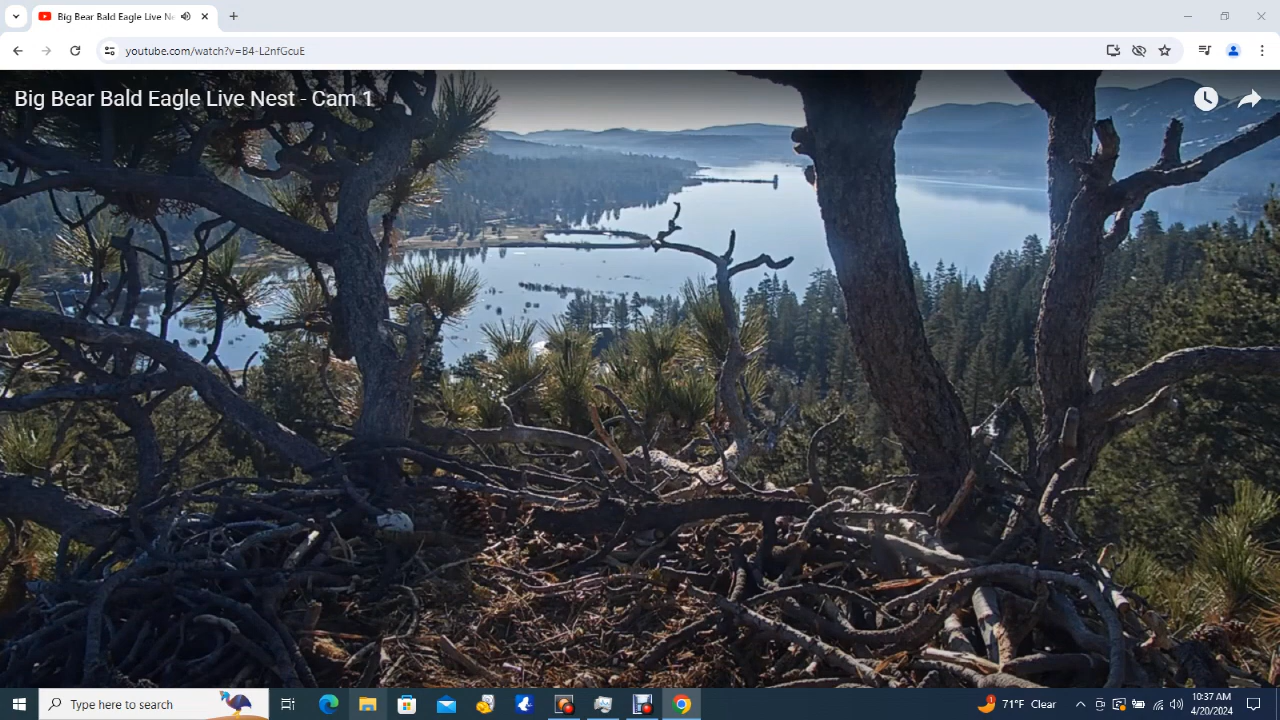 Big Bear Bald Eagle Live Ne
youtube.com/watch?v=B4-L2nfGcuE
Big Bear Bald Eagle Live Nest - Cam 1
Type here to search
71°F Clear
10:37 AM
4/20/2024